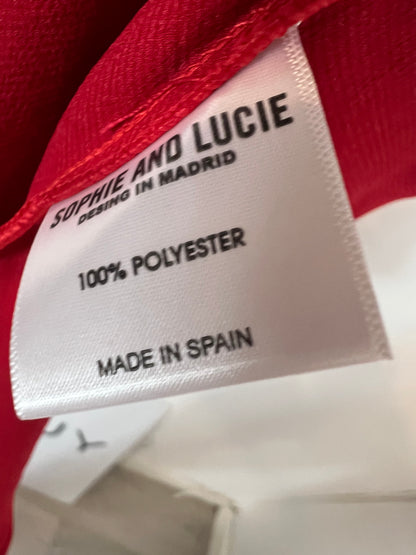 SOPHIE AND LUCIE
DESING IN MADRID
100% POLYESTER
MADE IN SPAIN